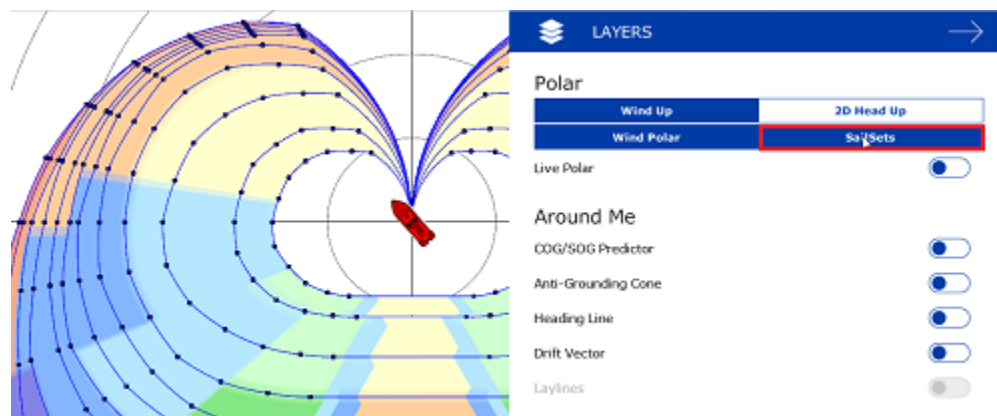 LAYERS
Polar
Wind Up
2D Head Up
Wind Polar
SailSets
Live Polar
Around Me
COG/SOG Predictor
Anti-Grounding Cone
Heading Line
Drift Vector
Laylines